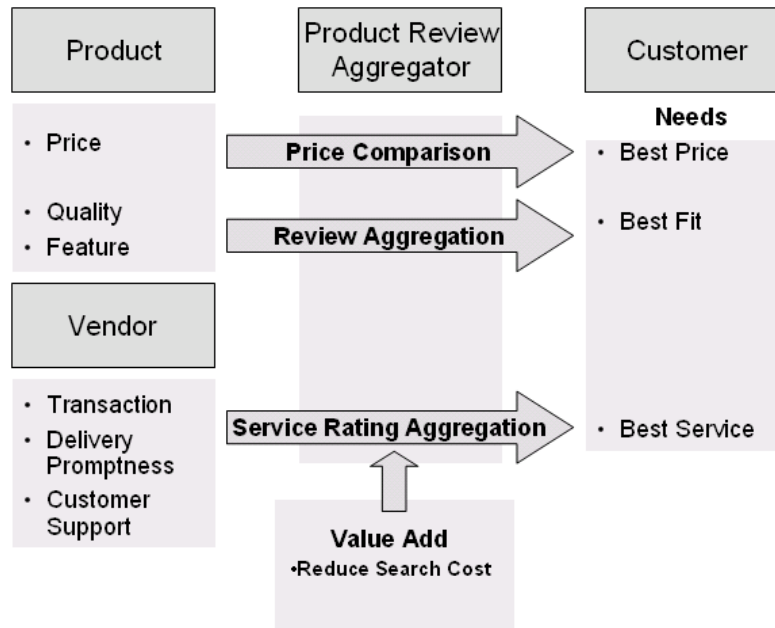 Product
• Price
• Quality
• Feature
Vendor
• Transaction
• Delivery
Promptness
• Customer
Support
Product Review
Aggregator
Price Comparison
Review Aggregation
Service Rating Aggregation
Value Add
•Reduce Search Cost
Customer
Needs
• Best Price
• Best Fit
• Best Service